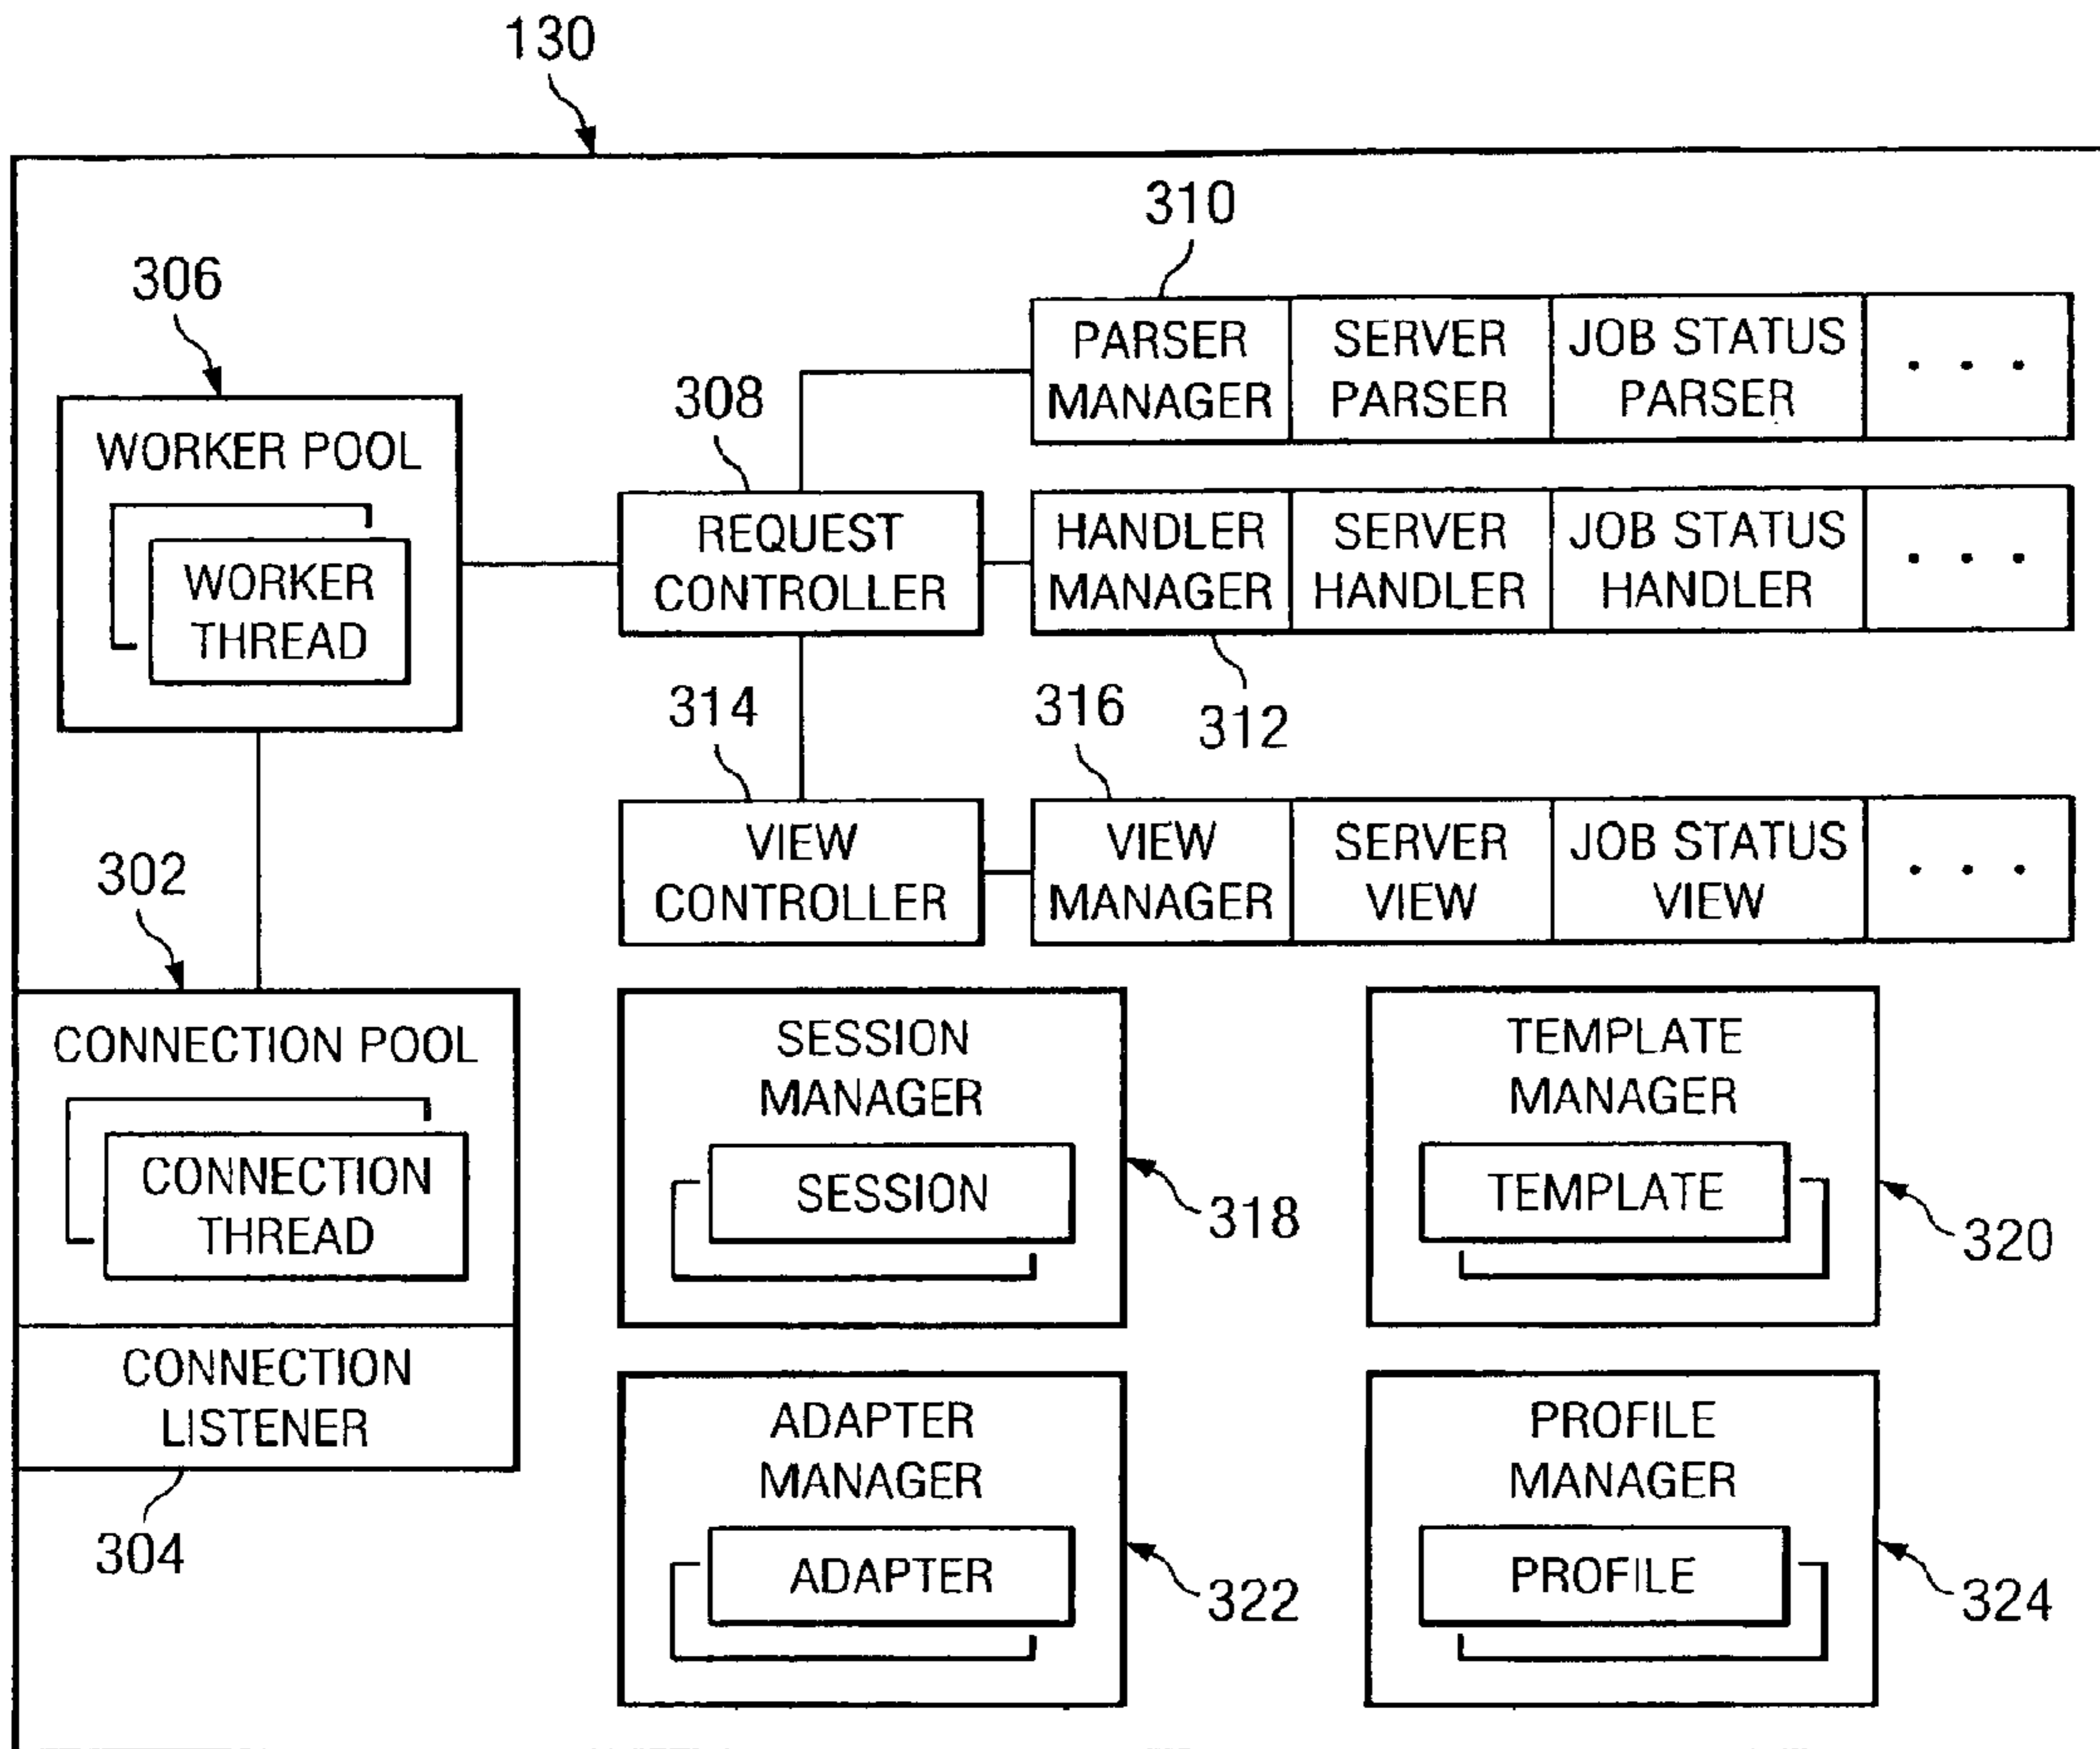 130
310
306
PARSER
MANAGER
SERVER
PARSER
JOB STATUS
PARSER
. . .
308
WORKER POOL
WORKER
THREAD
REQUEST
CONTROLLER
HANDLER
MANAGER
SERVER
HANDLER
JOB STATUS
HANDLER
. . .
314
316
312
VIEW
CONTROLLER
VIEW
MANAGER
SERVER
VIEW
JOB STATUS
VIEW
. . .
302
CONNECTION POOL
CONNECTION
THREAD
CONNECTION
LISTENER
304
SESSION
MANAGER
SESSION
318
TEMPLATE
MANAGER
TEMPLATE
320
ADAPTER
MANAGER
ADAPTER
322
PROFILE
MANAGER
PROFILE
324